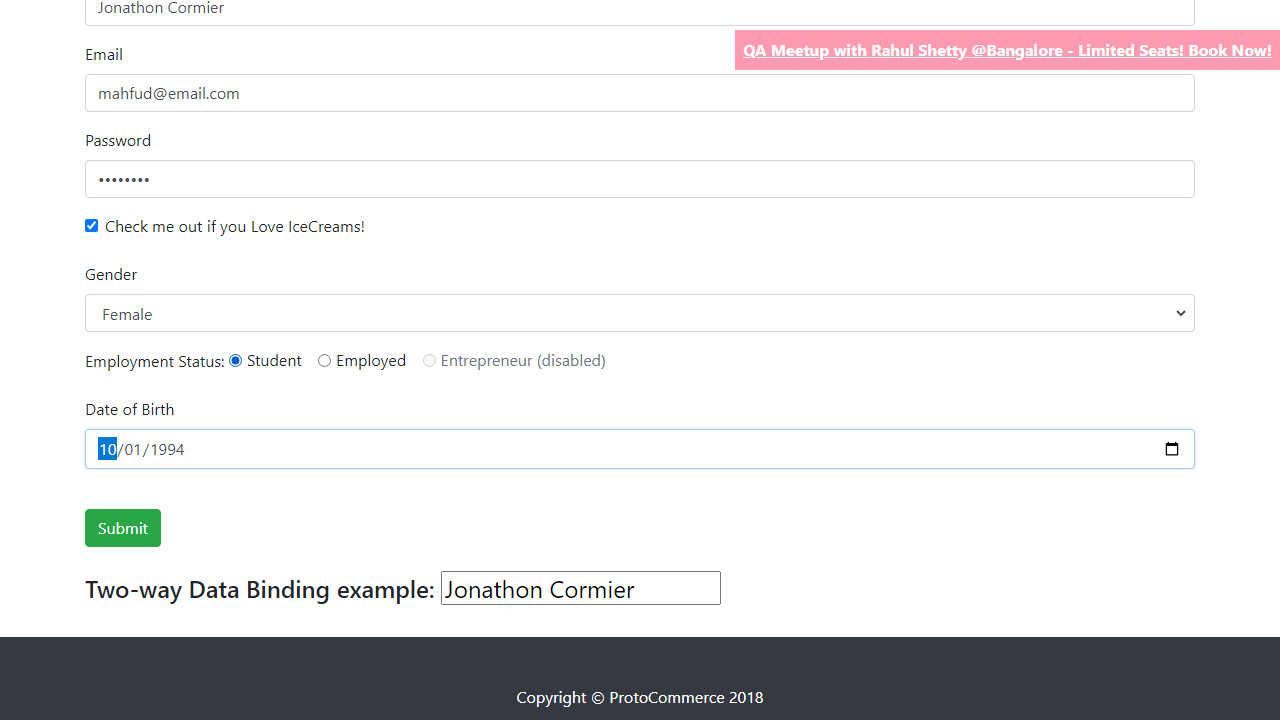 Jonathon Cormier
QA Meetup with Rahul Shetty @Bangalore - Limited Seats! Book Now!
Email
mahfud@email.com
Password
••••••••
Check me out if you Love IceCreams!
Gender
Female
Employment Status: Student Employed Entrepreneur (disabled)
Date of Birth
10/01/1994
Submit
Two-way Data Binding example: Jonathon Cormier
Copyright © ProtoCommerce 2018